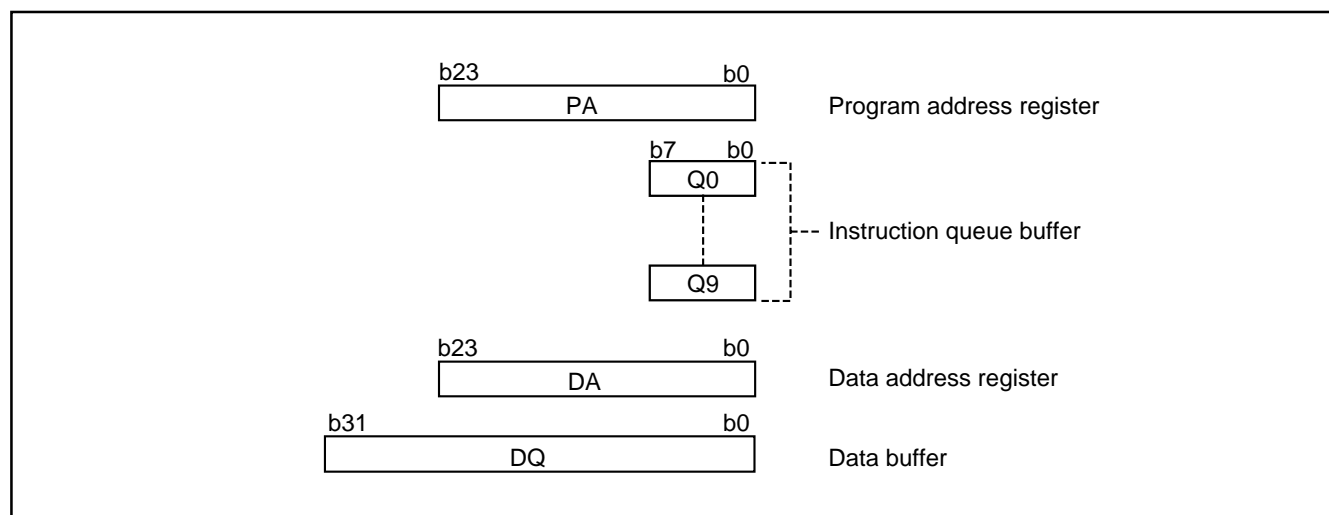 b23 b0
PA Program address register
b7 b0
Q0
Instruction queue buffer
Q9
b23 b0
DA Data address register
b31 b0
DQ Data buffer